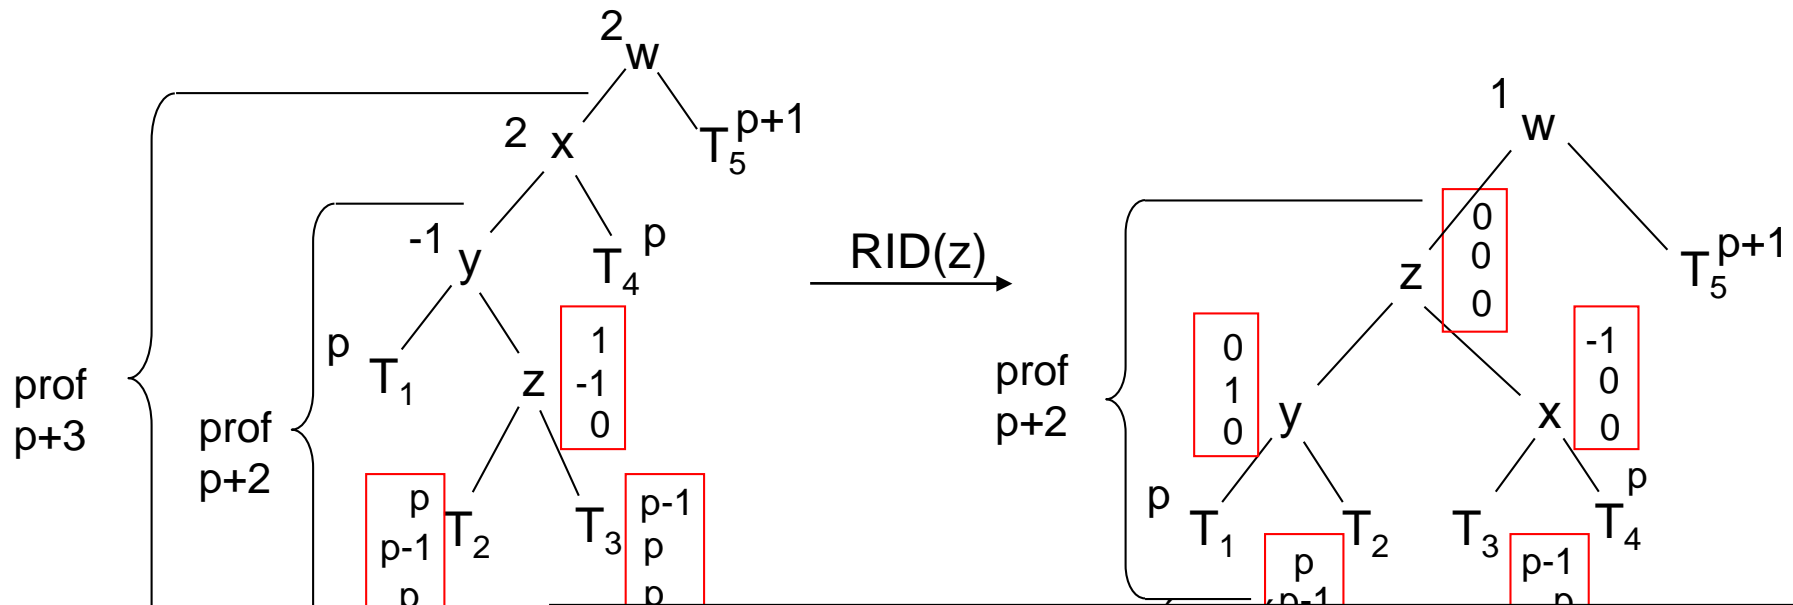 2 w
2 x T5 p+1
-1 y T4 p
p T1 z 1
-1
0
prof
p+3
prof
p+2
p
p-1
p
T2
T3
p-1
p
p
RID(z)
1 w
z 0
0
0
T5 p+1
prof
p+2
0
1
0
y
x
-1
0
0
p T1
T2
T3
T4 p
p
p-1
p-1
p